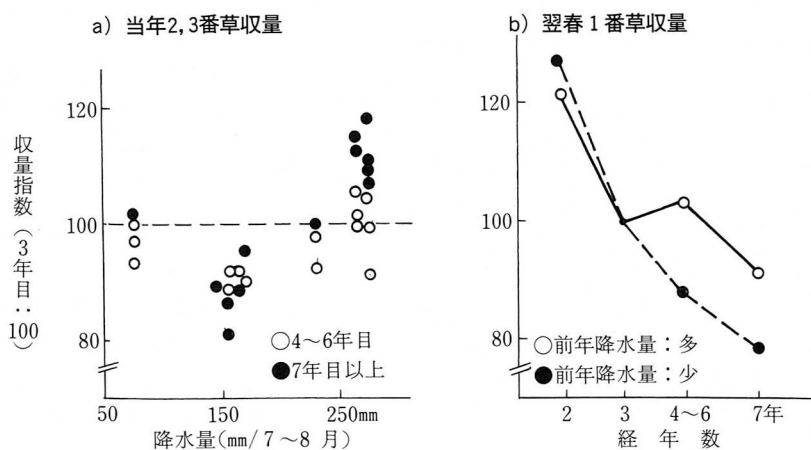 a) 当年2,3番草収量
収量指数(3年目:100)
120
100
80
○4～6年目
●7年目以上
50 150 250mm
降水量(mm/7～8月)
b) 翌春1番草収量
120
100
80
○前年降水量:多
●前年降水量:少
2 3 4～6 7年
経年数